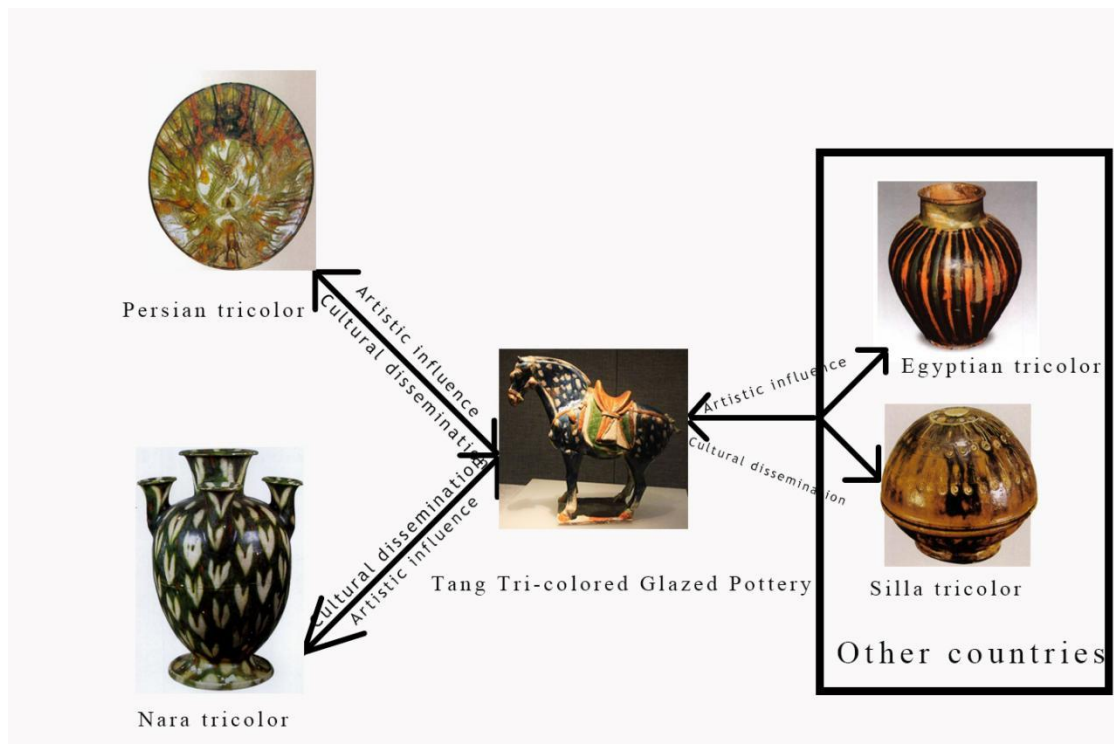 Persian tricolor
Artistic influence
Cultural dissemination
Cultural dissemination
Artistic influence
Nara tricolor
Tang Tri-colored Glazed Pottery
Artistic influence
Cultural dissemination
Egyptian tricolor
Silla tricolor
Other countries